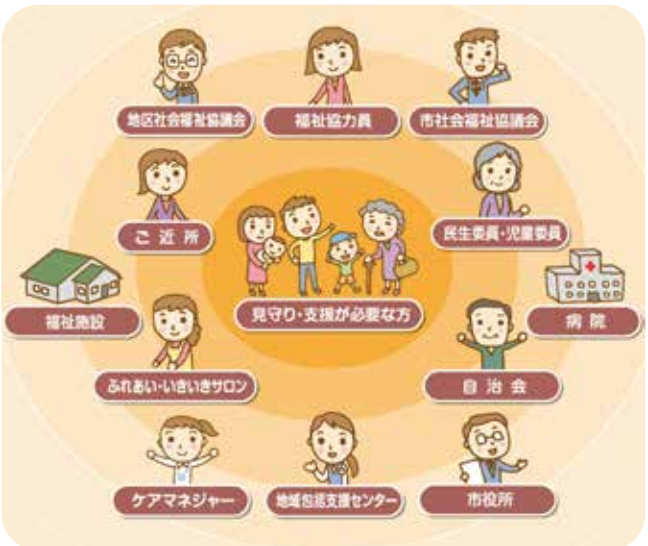 地区社会福祉協議会
福祉協力員
市社会福祉協議会
ご近所
民生委員・児童委員
福祉施設
見守り・支援が必要な方
病院
ふれあい・いきいきサロン
自治会
ケアマネジャー
地域包括支援センター
市役所